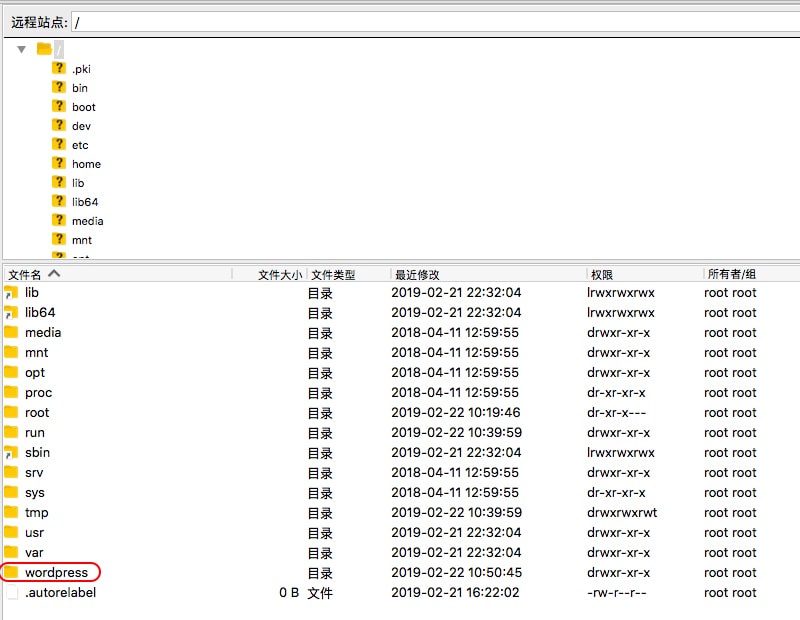 远程站点: /
/
.pki
bin
boot
dev
etc
home
lib
lib64
media
mnt
文件名 文件大小 文件类型 最近修改 权限 所有者/组
lib 目录 2019-02-21 22:32:04 lrwxrwxrwx root root
lib64 目录 2019-02-21 22:32:04 lrwxrwxrwx root root
media 目录 2018-04-11 12:59:55 drwxr-xr-x root root
mnt 目录 2018-04-11 12:59:55 drwxr-xr-x root root
opt 目录 2018-04-11 12:59:55 drwxr-xr-x root root
proc 目录 2018-04-11 12:59:55 dr-xr-xr-x root root
root 目录 2019-02-22 10:19:46 dr-xr-x--- root root
run 目录 2019-02-22 10:39:59 drwxr-xr-x root root
sbin 目录 2019-02-21 22:32:04 lrwxrwxrwx root root
srv 目录 2018-04-11 12:59:55 drwxr-xr-x root root
sys 目录 2018-04-11 12:59:55 dr-xr-xr-x root root
tmp 目录 2019-02-22 10:39:59 drwxrwxrwt root root
usr 目录 2019-02-21 22:32:04 drwxr-xr-x root root
var 目录 2019-02-21 22:32:04 drwxr-xr-x root root
wordpress 目录 2019-02-22 10:50:45 drwxr-xr-x root root
.autorelabel 0 B 文件 2019-02-21 16:22:02 -rw-r--r-- root root